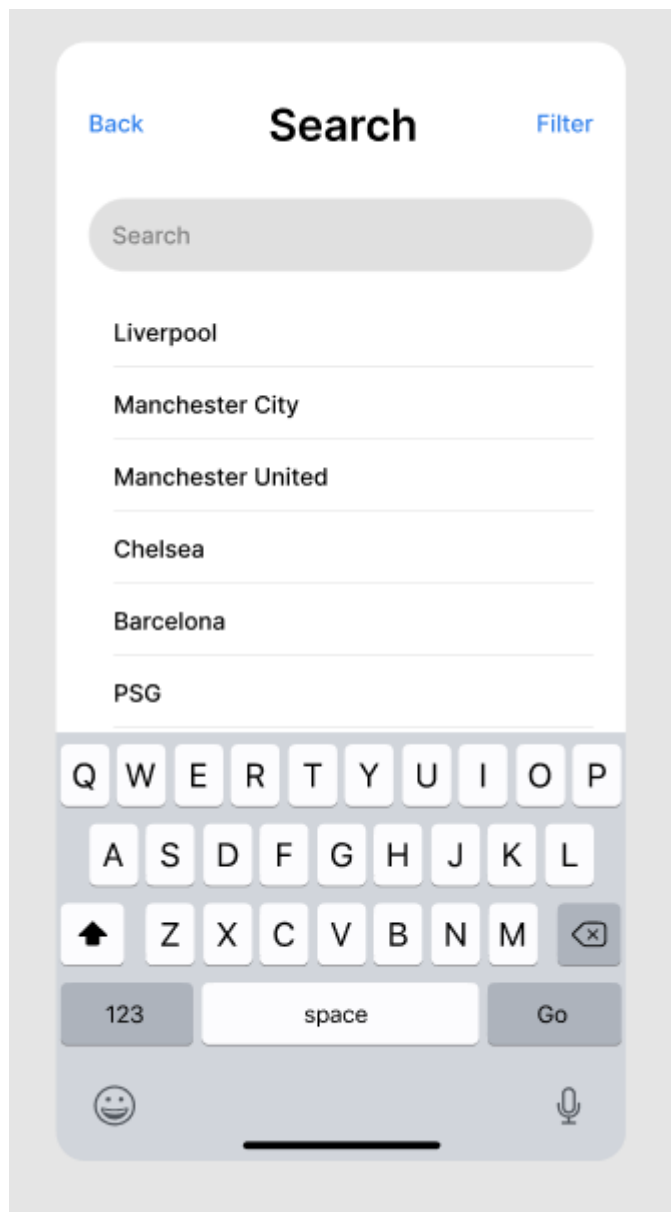 Back Search Filter
Search
Liverpool
Manchester City
Manchester United
Chelsea
Barcelona
PSG
Q W E R T Y U I O P
A S D F G H J K L
Z X C V B N M
123 space Go